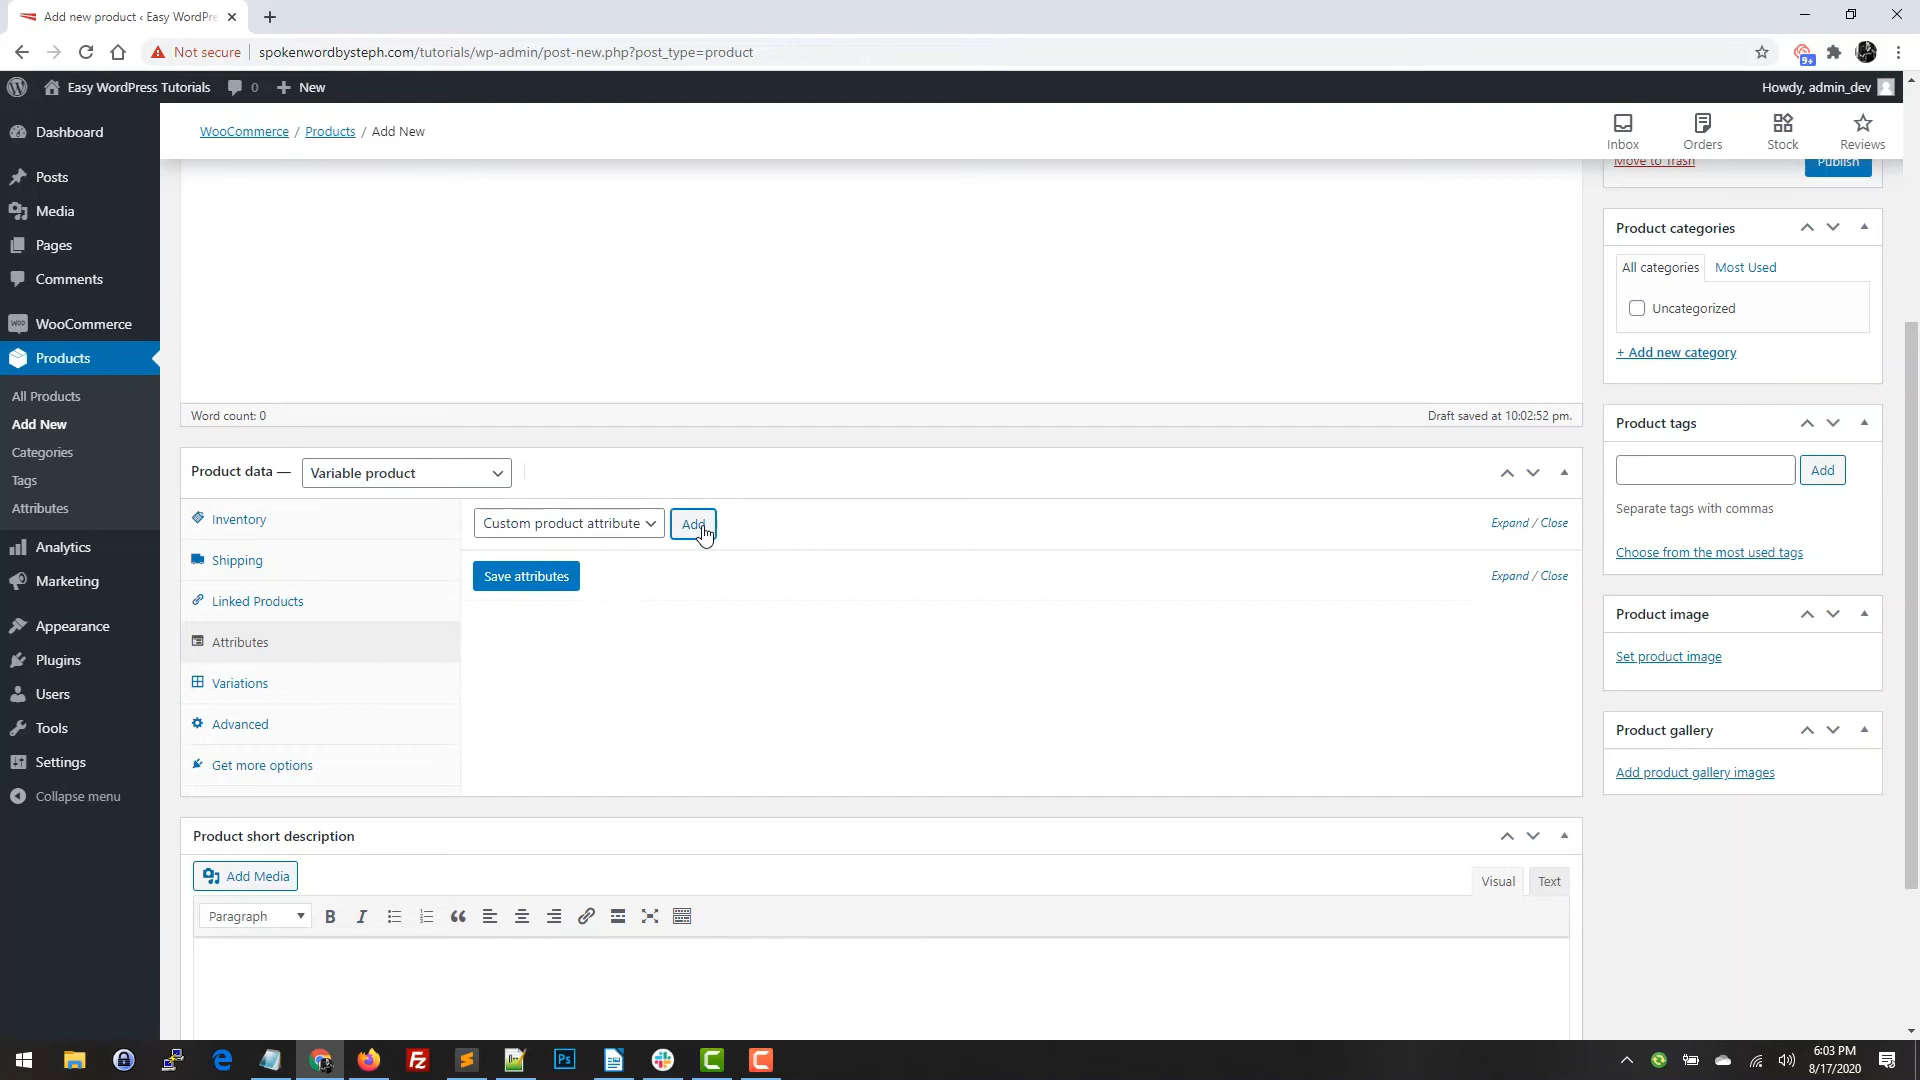 Add new product ‹ Easy WordPre
Not secure
spokenwordbysteph.com/tutorials/wp-admin/post-new.php?post_type=product
9+
Easy WordPress Tutorials
0
New
Howdy, admin_dev
Dashboard
Posts
Media
Pages
Comments
WooCommerce
Products
All Products
Add New
Categories
Tags
Attributes
Analytics
Marketing
Appearance
Plugins
Users
Tools
Settings
Collapse menu
WooCommerce / Products / Add New
Inbox
Orders
Stock
Reviews
Move to Trash
Publish
Word count: 0
Draft saved at 10:02:52 pm.
Product data —
Variable product
Inventory
Shipping
Linked Products
Attributes
Variations
Advanced
Get more options
Custom product attribute
Add
Expand / Close
Save attributes
Expand / Close
Product short description
Add Media
Visual
Text
Paragraph
B
I
Product categories
All categories
Most Used
Uncategorized
+ Add new category
Product tags
Add
Separate tags with commas
Choose from the most used tags
Product image
Set product image
Product gallery
Add product gallery images
Ps
6:03 PM
8/17/2020